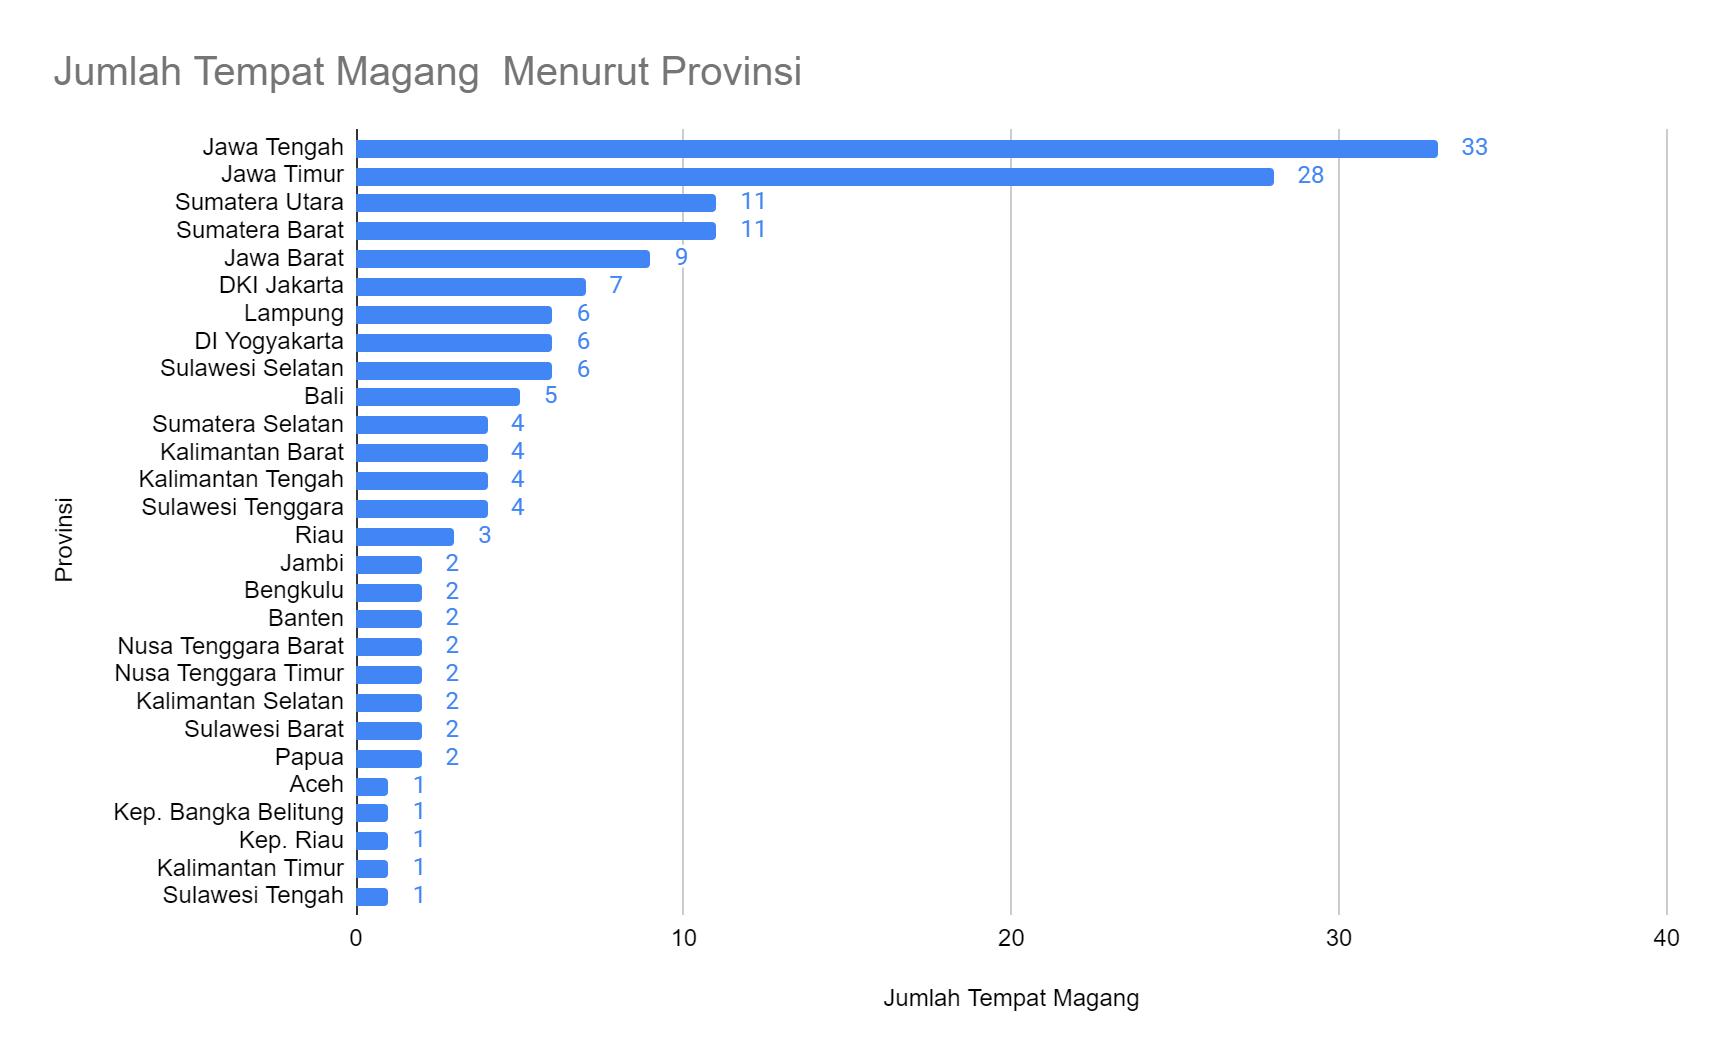 Jumlah Tempat Magang  Menurut Provinsi
Provinsi
Jawa Tengah 33
Jawa Timur 28
Sumatera Utara 11
Sumatera Barat 11
Jawa Barat 9
DKI Jakarta 7
Lampung 6
DI Yogyakarta 6
Sulawesi Selatan 6
Bali 5
Sumatera Selatan 4
Kalimantan Barat 4
Kalimantan Tengah 4
Sulawesi Tenggara 4
Riau 3
Jambi 2
Bengkulu 2
Banten 2
Nusa Tenggara Barat 2
Nusa Tenggara Timur 2
Kalimantan Selatan 2
Sulawesi Barat 2
Papua 2
Aceh 1
Kep. Bangka Belitung 1
Kep. Riau 1
Kalimantan Timur 1
Sulawesi Tengah 1
0 10 20 30 40
Jumlah Tempat Magang